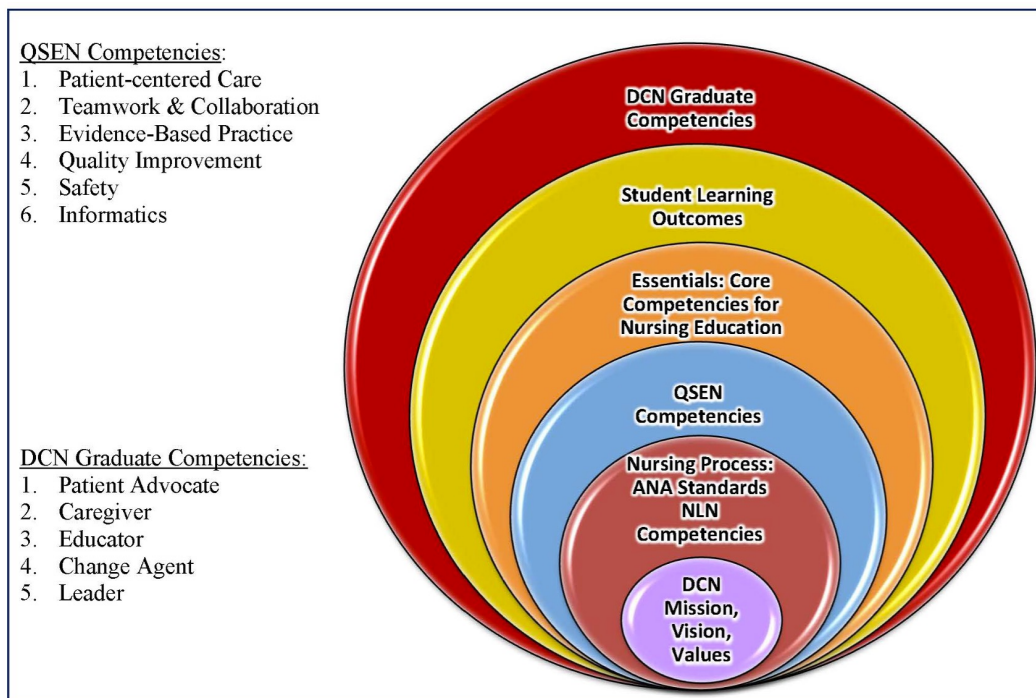 QSEN Competencies:
1. Patient-centered Care
2. Teamwork & Collaboration
3. Evidence-Based Practice
4. Quality Improvement
5. Safety
6. Informatics
DCN Graduate Competencies:
1. Patient Advocate
2. Caregiver
3. Educator
4. Change Agent
5. Leader
DCN Graduate
Competencies
Student Learning
Outcomes
Essentials: Core
Competencies for
Nursing Education
QSEN
Competencies
Nursing Process:
ANA Standards
NLN
Competencies
DCN
Mission,
Vision,
Values